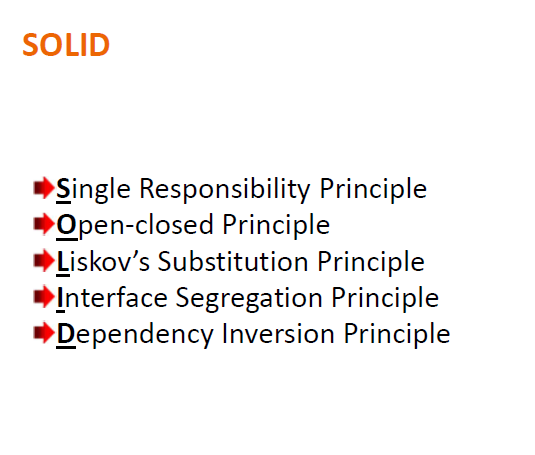 SOLID
Single Responsibility Principle
Open-closed Principle
Liskov’s Substitution Principle
Interface Segregation Principle
Dependency Inversion Principle